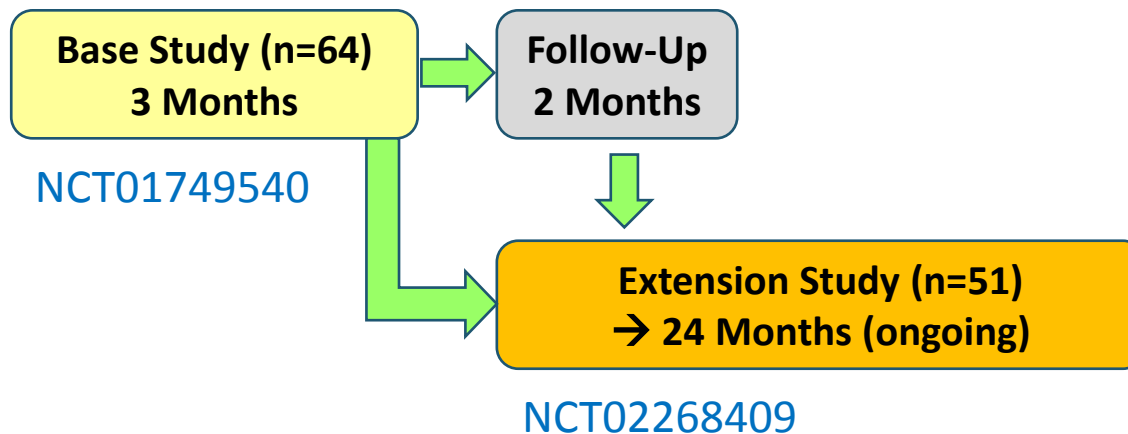 Base Study (n=64)
3 Months
Follow-Up
2 Months
NCT01749540
Extension Study (n=51)
→ 24 Months (ongoing)
NCT02268409